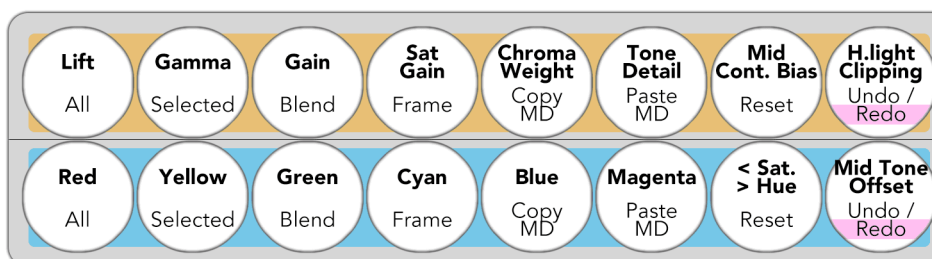 Lift
All
Gamma
Selected
Gain
Blend
Sat
Gain
Frame
Chroma
Weight
Copy
MD
Tone
Detail
Paste
MD
Mid
Cont. Bias
Reset
H.light
Clipping
Undo /
Redo
Red
All
Yellow
Selected
Green
Blend
Cyan
Frame
Blue
Copy
MD
Magenta
Paste
MD
< Sat.
> Hue
Reset
Mid Tone
Offset
Undo /
Redo